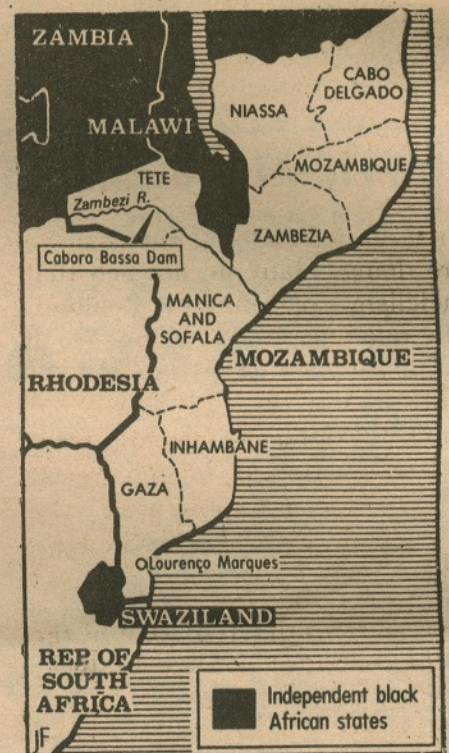 ZAMBIA
CABO
DELGADO
NIASSA
MALAWI
MOZAMBIQUE
TETE
Zambezi R.
ZAMBEZIA
Cabora Bassa Dam
MANICA
AND
SOFALA
MOZAMBIQUE
RHODESIA
INHAMBANE
GAZA
Lourenço Marques
SWAZILAND
REP. OF
SOUTH
AFRICA
Independent black
African states
JF